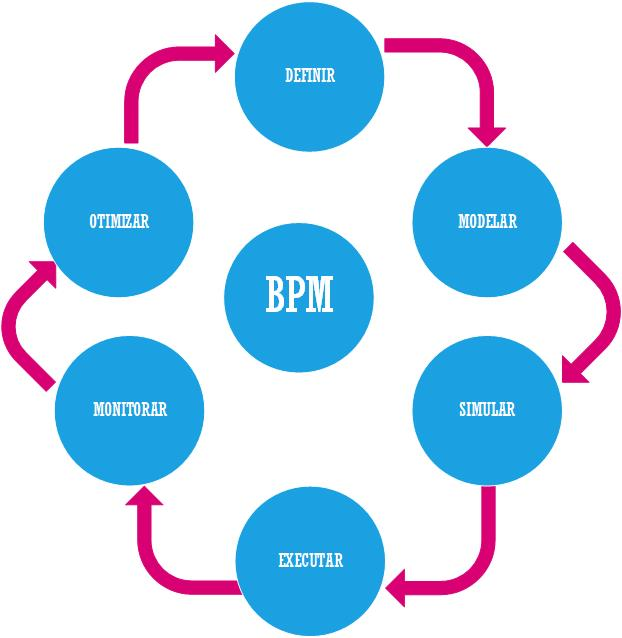 DEFINIR
OTIMIZAR
MODELAR
BPM
MONITORAR
SIMULAR
EXECUTAR